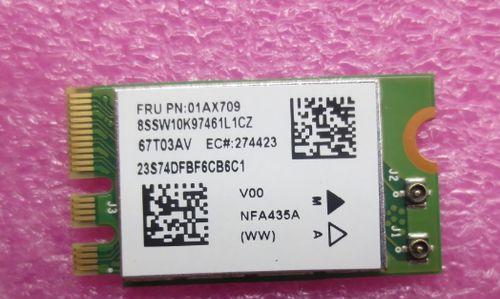 FRU PN:01AX709
8SSW10K97461L1CZ
67T03AV EC#:274423
23S74DFBF6CB6C1
V00
NFA435A
(WW)
M
A
J3
J2
J1